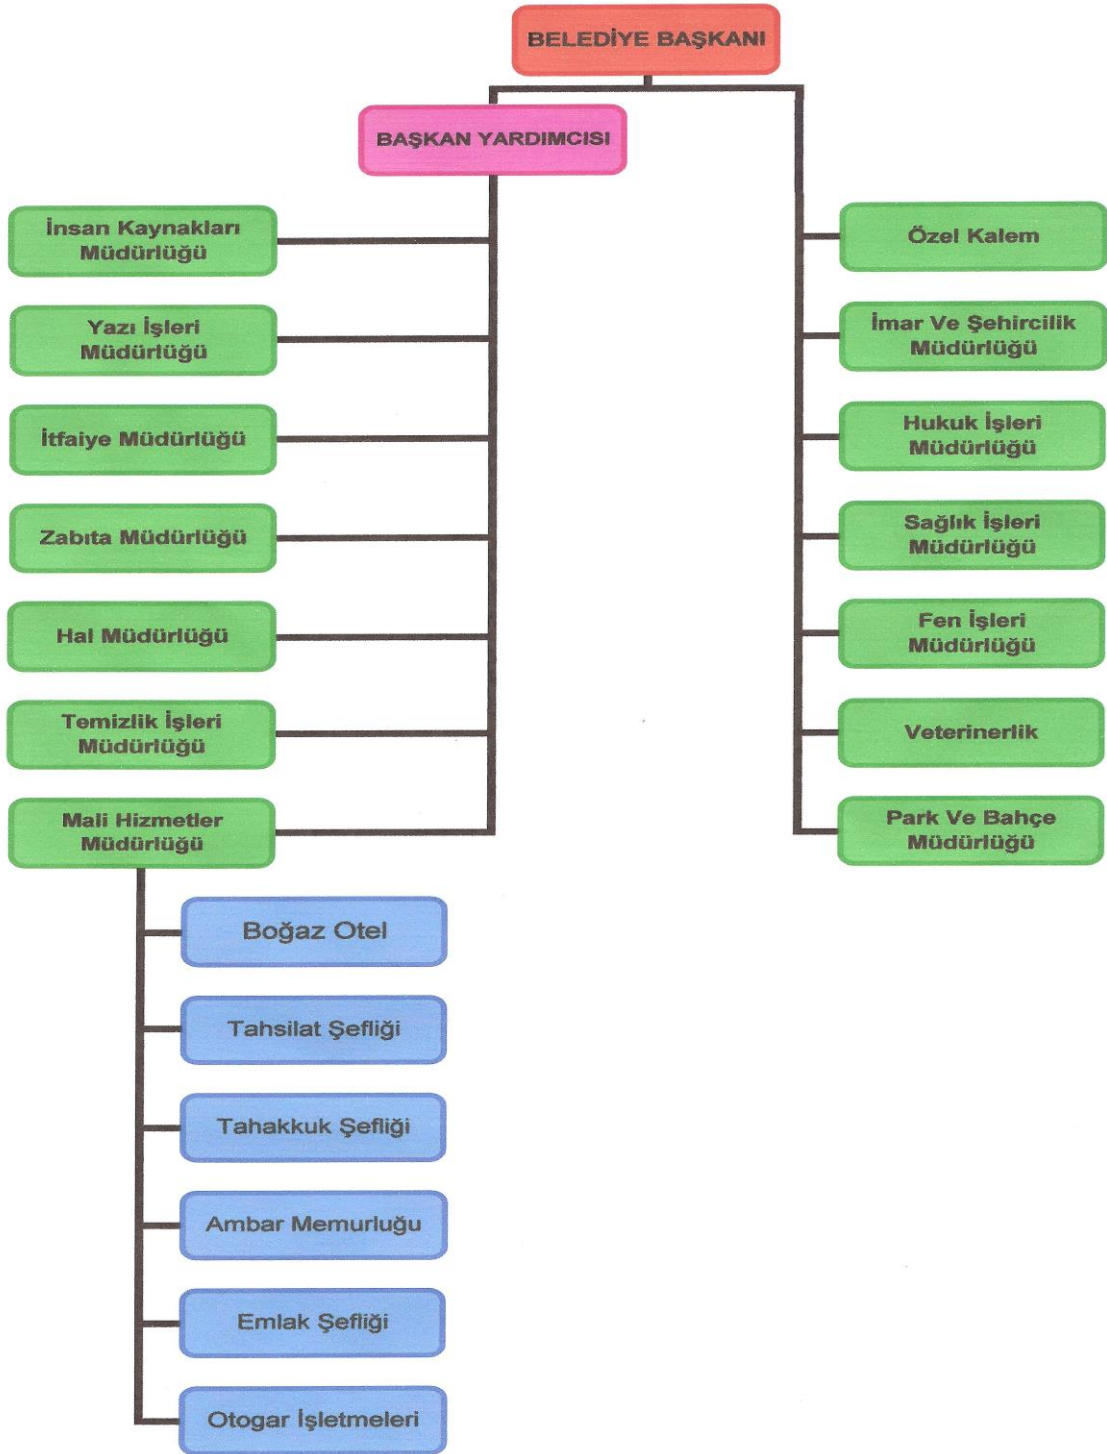 BELEDİYE BAŞKANI
BAŞKAN YARDIMCISI
İnsan Kaynakları
Müdürlüğü
Yazı İşleri
Müdürlüğü
İtfaiye Müdürlüğü
Zabıta Müdürlüğü
Hal Müdürlüğü
Temizlik İşleri
Müdürlüğü
Mali Hizmetler
Müdürlüğü
Boğaz Otel
Tahsilat Şefliği
Tahakkuk Şefliği
Ambar Memurluğu
Emlak Şefliği
Otogar İşletmeleri
Özel Kalem
İmar Ve Şehircilik
Müdürlüğü
Hukuk İşleri
Müdürlüğü
Sağlık İşleri
Müdürlüğü
Fen İşleri
Müdürlüğü
Veterinerlik
Park Ve Bahçe
Müdürlüğü